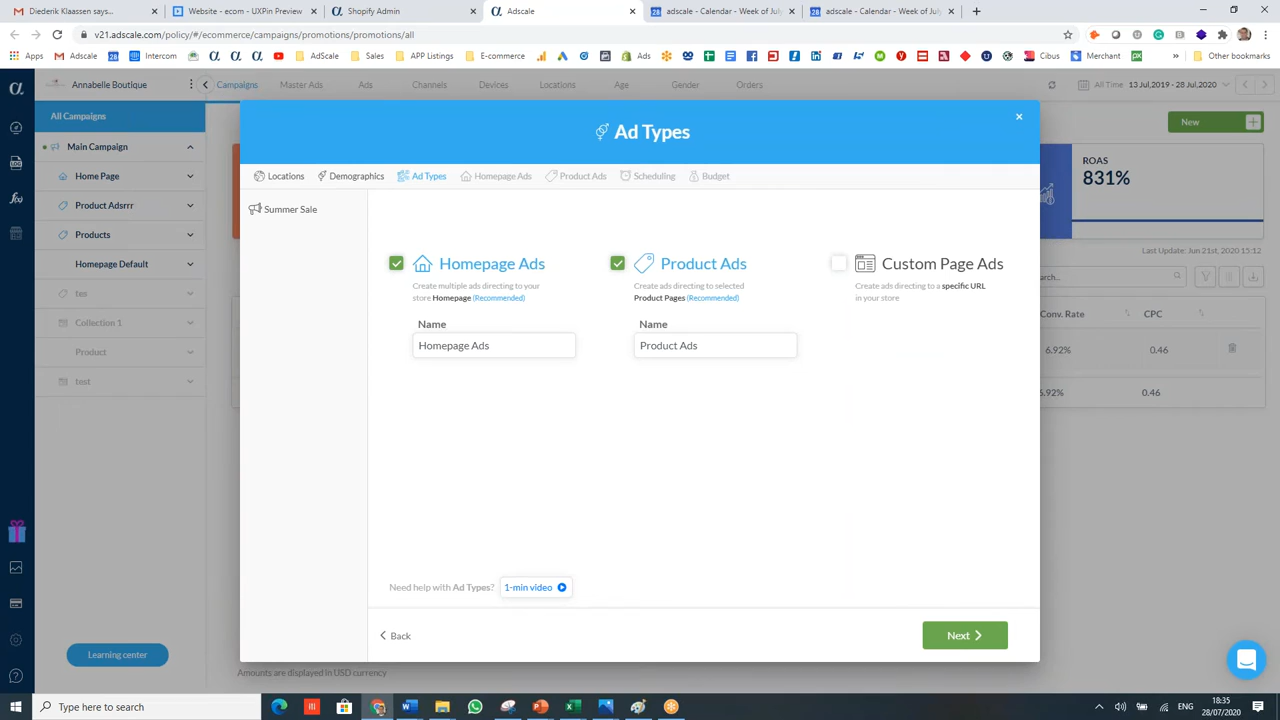 Diederik Klaassen says...
Website - ecom - UXPin Preview
Shopify Admin
Adscale
adscale - Calendar - Week of July
adscale - Calendar - Week of July
v21.adscale.com/policy/#/ecommerce/campaigns/promotions/promotions/all
Apps
Adscale
Intercom
AdScale
Sales
APP Listings
E-commerce
Ads
Cibus
Merchant
Other bookmarks
Annabelle Boutique
Campaigns
Master Ads
Ads
Channels
Devices
Locations
Age
Gender
Orders
All Time
13 Jul,2019 - 28 Jul,2020
All Campaigns
New
Main Campaign
Home Page
Product Adsrrr
Products
Homepage Default
tes
Collection 1
Product
test
Ad Types
ROAS
831%
Locations
Demographics
Ad Types
Homepage Ads
Product Ads
Scheduling
Budget
Summer Sale
Last Update: Jun 21st, 2020 15:12
Homepage Ads
Product Ads
Custom Page Ads
Create multiple ads directing to your
store Homepage (Recommended)
Create ads directing to selected
Product Pages (Recommended)
Create ads directing to a specific URL
in your store
Name
Homepage Ads
Name
Product Ads
Conv. Rate
CPC
6.92%
0.46
6.92%
0.46
Need help with Ad Types?
1-min video
Back
Next
Learning center
Amounts are displayed in USD currency
Type here to search
ENG
18:35
28/07/2020